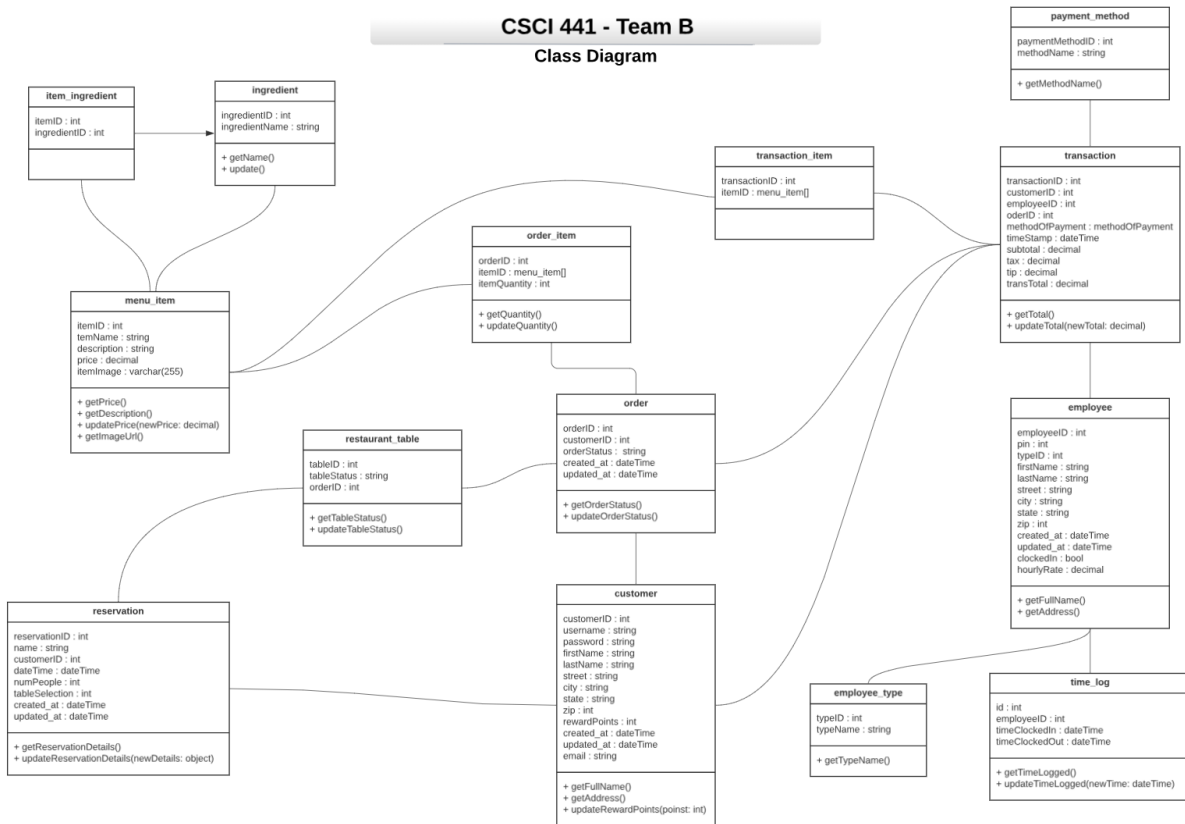 CSCI 441 - Team B
Class Diagram
payment_method
paymentMethodID : int
methodName : string
+ getMethodName()
item_ingredient
itemID : int
ingredientID : int
ingredient
ingredientID : int
ingredientName : string
+ getName()
+ update()
transaction_item
transactionID : int
itemID : menu_item[]
transaction
transactionID : int
customerID : int
employeeID : int
oderID : int
methodOfPayment : methodOfPayment
timeStamp : dateTime
subtotal : decimal
tax : decimal
tip : decimal
transTotal : decimal
+ getTotal()
+ updateTotal(newTotal: decimal)
order_item
orderID : int
itemID : menu_item[]
itemQuantity : int
+ getQuantity()
+ updateQuantity()
menu_item
itemID : int
temName : string
description : string
price : decimal
itemImage : varchar(255)
+ getPrice()
+ getDescription()
+ updatePrice(newPrice: decimal)
+ getImageUrl()
order
orderID : int
customerID : int
orderStatus : string
created_at : dateTime
updated_at : dateTime
+ getOrderStatus()
+ updateOrderStatus()
restaurant_table
tableID : int
tableStatus : string
orderID : int
+ getTableStatus()
+ updateTableStatus()
employee
employeeID : int
pin : int
typeID : int
firstName : string
lastName : string
street : string
city : string
state : string
zip : int
created_at : dateTime
updated_at : dateTime
clockedIn : bool
hourlyRate : decimal
+ getFullName()
+ getAddress()
reservation
reservationID : int
name : string
customerID : int
dateTime : dateTime
numPeople : int
tableSelection : int
created_at : dateTime
updated_at : dateTime
+ getReservationDetails()
+ updateReservationDetails(newDetails: object)
customer
customerID : int
username : string
password : string
firstName : string
lastName : string
street : string
city : string
state : string
zip : int
rewardPoints : int
created_at : dateTime
updated_at : dateTime
email : string
+ getFullName()
+ getAddress()
+ updateRewardPoints(poinst: int)
employee_type
typeID : int
typeName : string
+ getTypeName()
time_log
id : int
employeeID : int
timeClockedIn : dateTime
timeClockedOut : dateTime
+ getTimeLogged()
+ updateTimeLogged(newTime: dateTime)